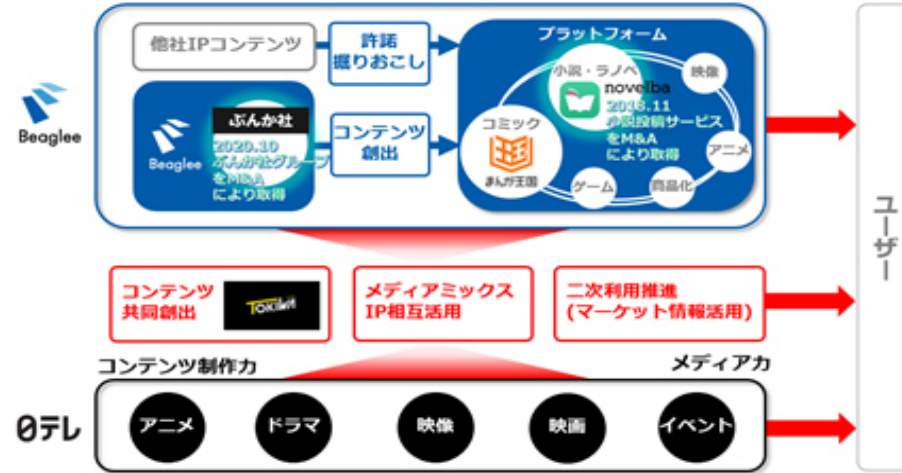 他社IPコンテンツ
許諾
掘りおこし
プラットフォーム
小説・ラノベ
novelba
2018.11
小説投稿サービス
をM&A
により取得
映像
アニメ
商品化
ゲーム
コミック
まんが王国
Beaglee
Beaglee
ぶんか社
2020.10
ぶんか社グループ
をM&A
により取得
コンテンツ
創出
ユーザー
コンテンツ
共同創出
TOKIMIL
メディアミックス
IP相互活用
二次利用推進
(マーケット情報活用)
コンテンツ制作力
メディア力
日テレ
アニメ
ドラマ
映像
映画
イベント